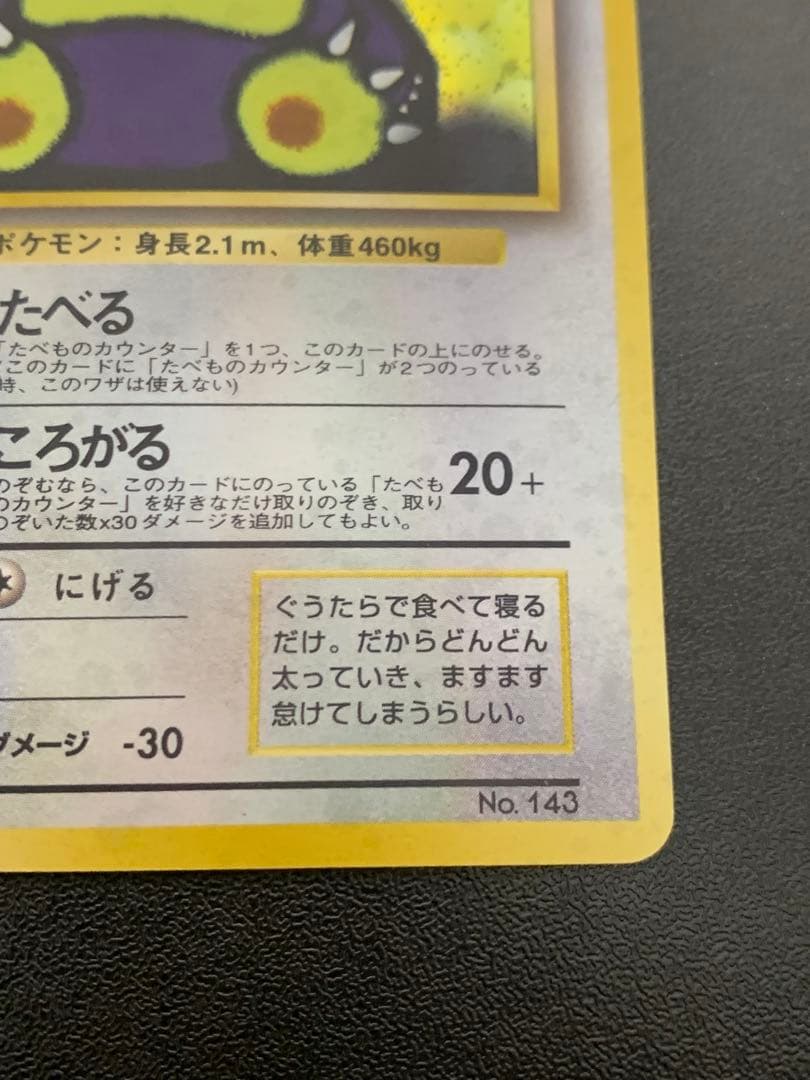 ポケモン：身長2.1m、体重460kg
たべる
「たべものカウンター」を1つ、このカードの上にのせる。
(このカードに「たべものカウンター」が2つのっている
時、このワザは使えない)
ころがる
20+
のぞむなら、このカードにのっている「たべも
のカウンター」を好きなだけ取りのぞき、取り
のぞいた数x30ダメージを追加してもよい。
にげる
ぐうたらで食べて寝る
だけ。だからどんどん
太っていき、ますます
怠けてしまうらしい。
ダメージ -30
No. 143